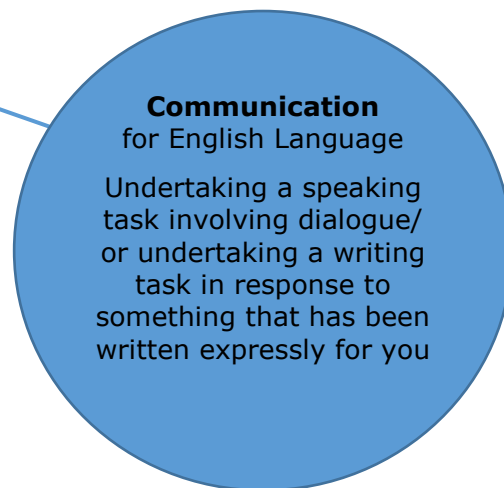 Communication
for English Language
Undertaking a speaking
task involving dialogue/
or undertaking a writing
task in response to
something that has been
written expressly for you